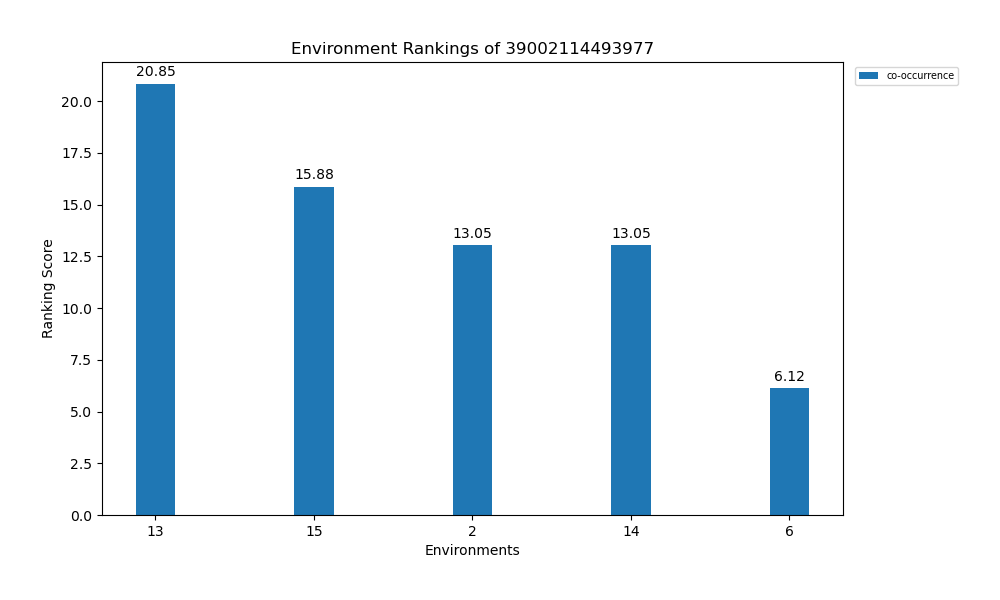 Environment Rankings of 39002114493977
co-occurrence
20.85
15.88
13.05
13.05
6.12
20.0
17.5
15.0
12.5
10.0
7.5
5.0
2.5
0.0
Ranking Score
13 15 2 14 6
Environments